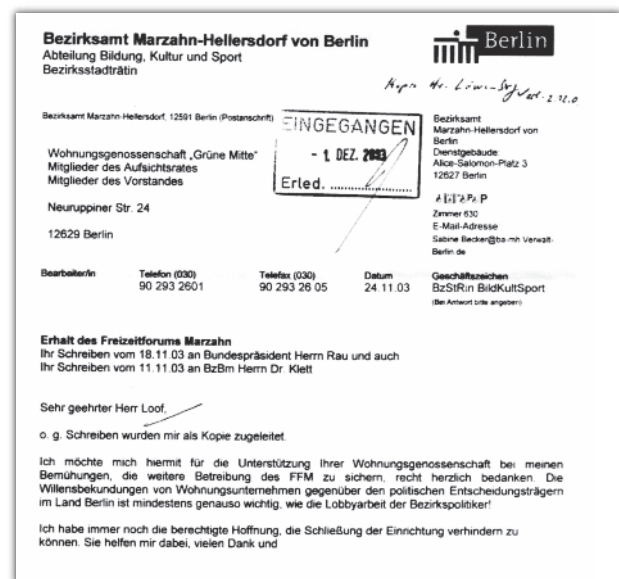 Bezirksamt Marzahn-Hellersdorf von Berlin
Abteilung Bildung, Kultur und Sport
Bezirksstadträtin
Berlin
Bezirksamt Marzahn-Hellersdorf, 12591 Berlin (Postanschrift)
EINGEGANGEN
- 1. DEZ. 2003
Erled. ....................
Wohnungsgenossenschaft „Grüne Mitte"
Mitglieder des Aufsichtsrates
Mitglieder des Vorstandes
Neuruppiner Str. 24
12629 Berlin
Bezirksamt
Marzahn-Hellersdorf von
Berlin
Dienstgebäude:
Alice-Salomon-Platz 3
12627 Berlin
Zimmer 630
E-Mail-Adresse
Sabine Becker@ba-mh Verwalt-
Berlin.de
Bearbeiter/in Telefon (030) Telefax (030) Datum Geschäftszeichen
90 293 2601 90 293 26 05 24.11.03 BzStRin BildKultSport
(Bei Antwort bitte angeben)
Erhalt des Freizeitforums Marzahn
Ihr Schreiben vom 18.11.03 an Bundespräsident Herrn Rau und auch
Ihr Schreiben vom 11.11.03 an BzBm Herrn Dr. Klett
Sehr geehrter Herr Loof,
o. g. Schreiben wurden mir als Kopie zugeleitet.
Ich möchte mich hiermit für die Unterstützung Ihrer Wohnungsgenossenschaft bei meinen
Bemühungen, die weitere Betreibung des FFM zu sichern, recht herzlich bedanken. Die
Willensbekundungen von Wohnungsunternehmen gegenüber den politischen Entscheidungsträgern
im Land Berlin ist mindestens genauso wichtig, wie die Lobbyarbeit der Bezirkspolitiker!
Ich habe immer noch die berechtigte Hoffnung, die Schließung der Einrichtung verhindern zu
können. Sie helfen mir dabei, vielen Dank und